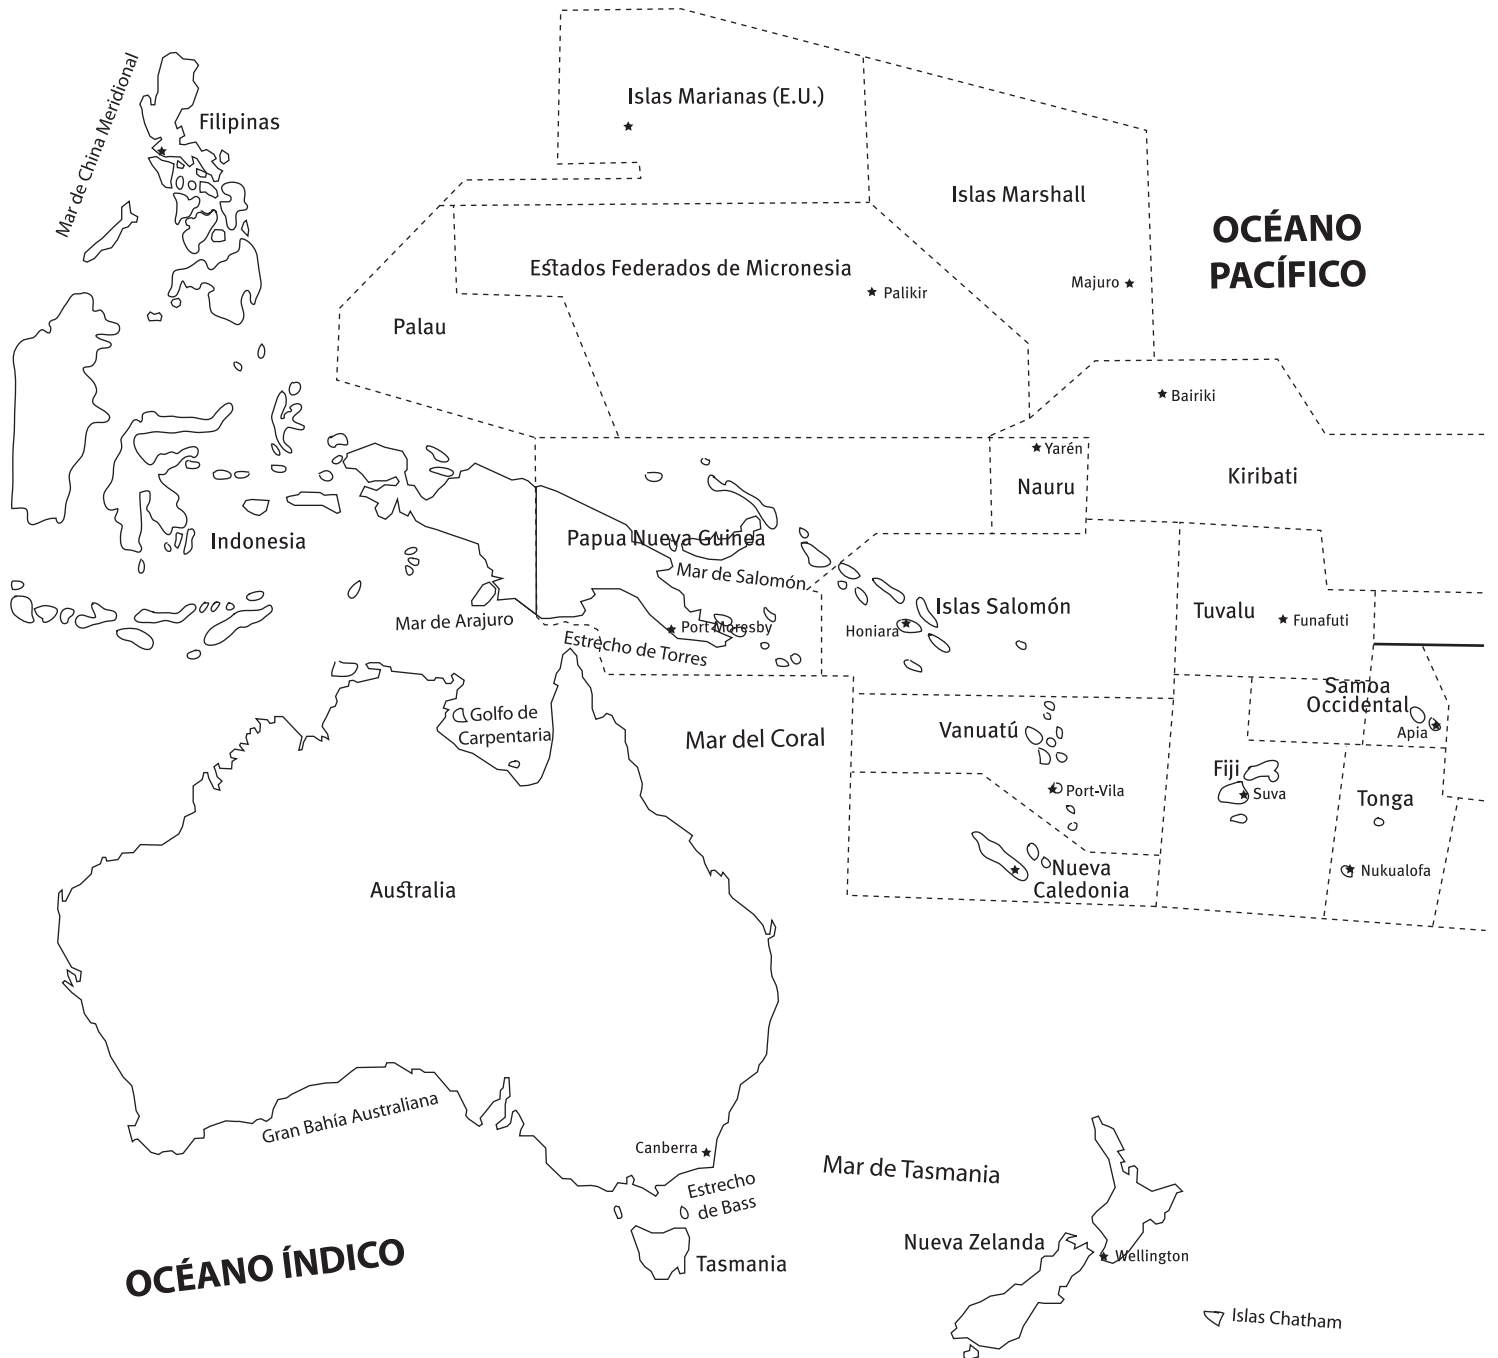 Islas Marianas (E.U.)
Mar de China Meridional
Filipinas
Islas Marshall
OCÉANO
PACÍFICO
Estados Federados de Micronesia
Majuro
Palikir
Palau
Bairiki
Yarén
Kiribati
Nauru
Indonesia
Papua Nueva Guinea
Mar de Salomón
Islas Salomón
Tuvalu
Funafuti
Mar de Arajuro
Port Moresby
Honiara
Estrecho de Torres
Samoa
Occidental
Apia
Golfo de
Carpentaria
Mar del Coral
Vanuatú
Fiji
Port-Vila
Suva
Tonga
Nueva
Caledonia
Nukualofa
Australia
Gran Bahía Australiana
Canberra
Mar de Tasmania
Estrecho
de Bass
Nueva Zelanda
Wellington
OCÉANO ÍNDICO
Tasmania
Islas Chatham